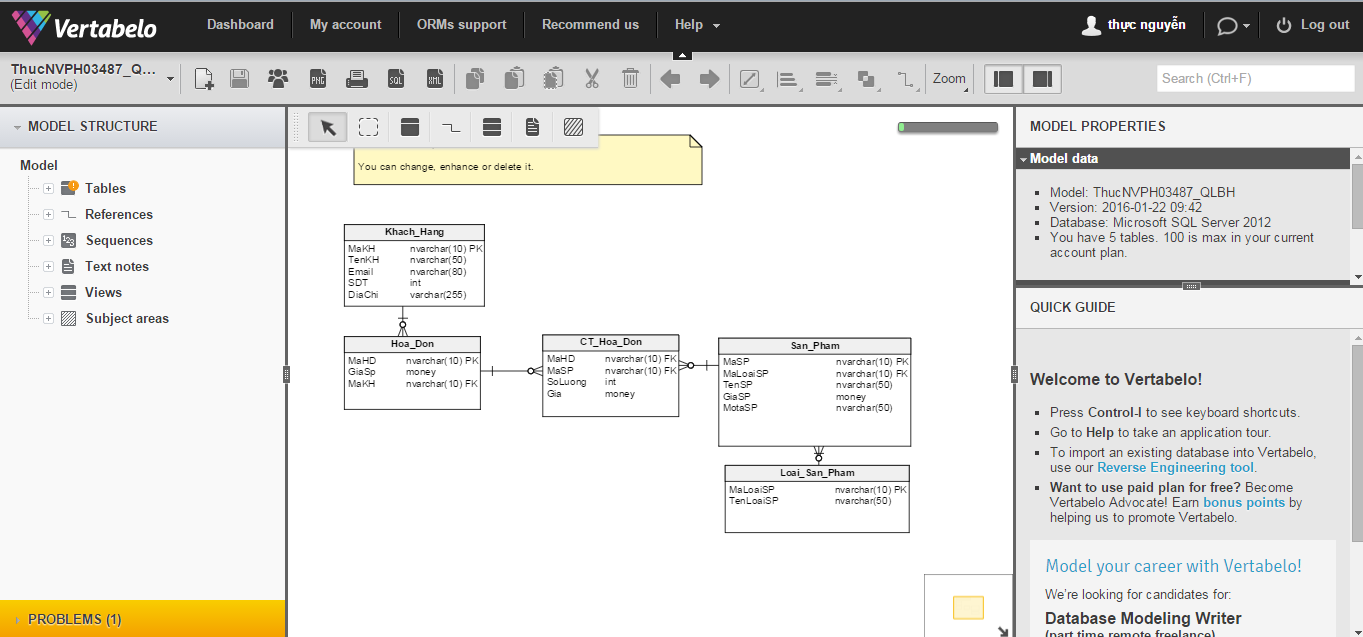 Vertabelo
Dashboard
My account
ORMs support
Recommend us
Help
thực nguyễn
Log out
ThucNVPH03487_Q...
(Edit mode)
PNG
SQL
XML
Zoom
Search (Ctrl+F)
MODEL STRUCTURE
Model
Tables
References
Sequences
Text notes
Views
Subject areas
PROBLEMS (1)
You can change, enhance or delete it.
Khach_Hang
MaKH nvarchar(10) PK
TenKH nvarchar(50)
Email nvarchar(80)
SDT int
DiaChi varchar(255)
Hoa_Don
MaHD nvarchar(10) PK
GiaSp money
MaKH nvarchar(10) FK
CT_Hoa_Don
MaHD nvarchar(10) FK
MaSP nvarchar(10) FK
SoLuong int
Gia money
San_Pham
MaSP nvarchar(10) PK
MaLoaiSP nvarchar(10) FK
TenSP nvarchar(50)
GiaSP money
MotaSP nvarchar(50)
Loai_San_Pham
MaLoaiSP nvarchar(10) PK
TenLoaiSP nvarchar(50)
MODEL PROPERTIES
Model data
Model: ThucNVPH03487_QLBH
Version: 2016-01-22 09:42
Database: Microsoft SQL Server 2012
You have 5 tables. 100 is max in your current
account plan.
QUICK GUIDE
Welcome to Vertabelo!
Press Control-I to see keyboard shortcuts.
Go to Help to take an application tour.
To import an existing database into Vertabelo,
use our Reverse Engineering tool.
Want to use paid plan for free? Become
Vertabelo Advocate! Earn bonus points by
helping us to promote Vertabelo.
Model your career with Vertabelo!
We're looking for candidates for:
Database Modeling Writer
(part time remote freelance)